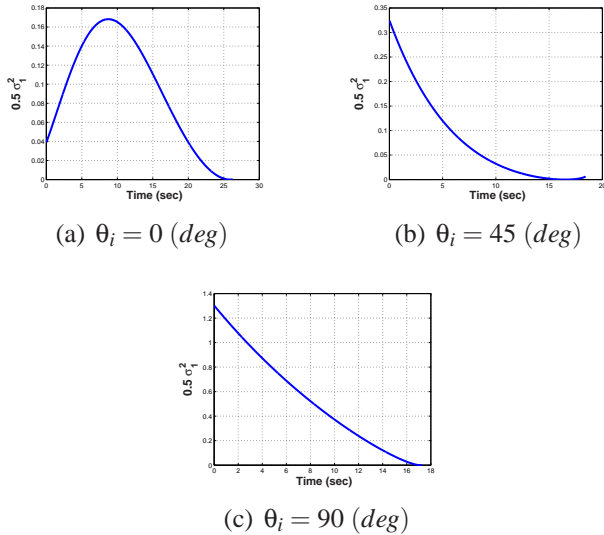 0.18
0.16
0.14
0.12
0.1
0.08
0.06
0.04
0.02
0
0.5 σ₁²
0 5 10 15 20 25 30
Time (sec)
(a) θᵢ = 0 (deg)
0.35
0.3
0.25
0.2
0.15
0.1
0.05
0
0.5 σ₁²
0 5 10 15 20
Time (sec)
(b) θᵢ = 45 (deg)
1.4
1.2
1
0.8
0.6
0.4
0.2
0
0.5 σ₁²
0 2 4 6 8 10 12 14 16 18
Time (sec)
(c) θᵢ = 90 (deg)